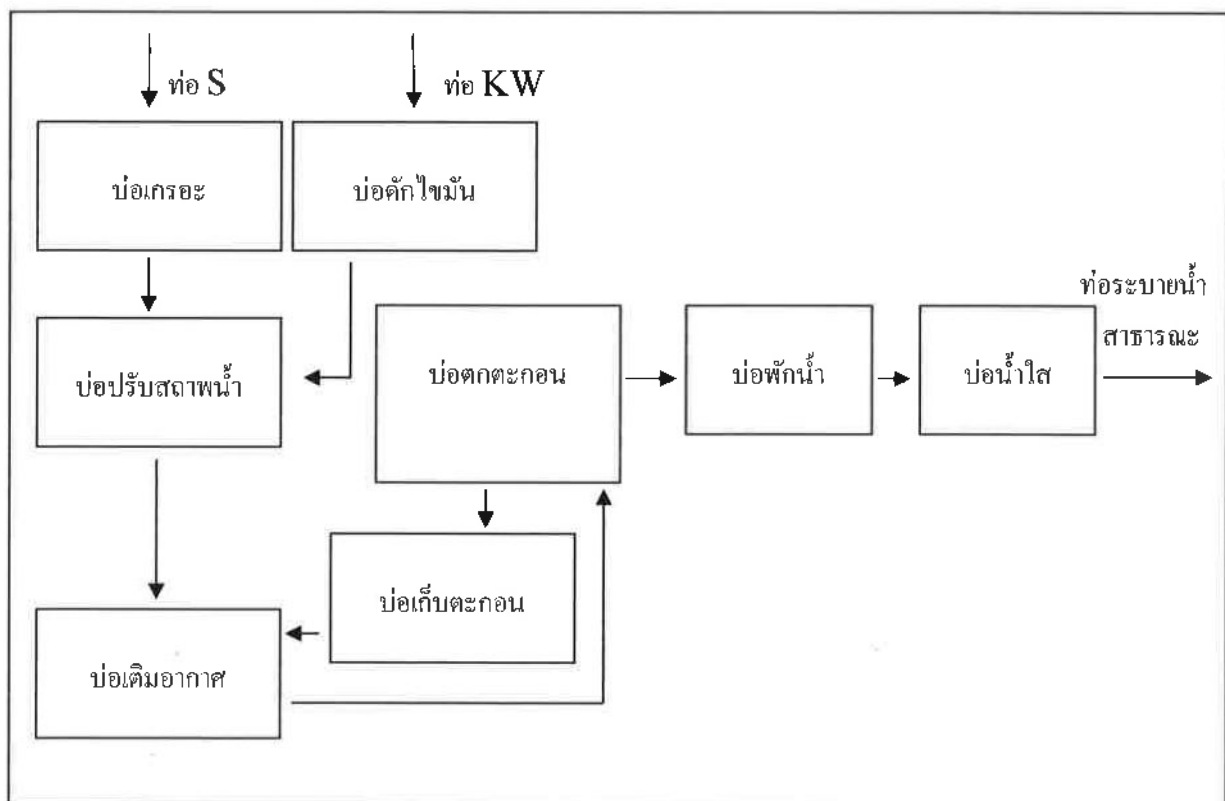 ท่อ S
ท่อ KW
บ่อเกรอะ
บ่อดักไขมัน
ท่อระบายน้ำ
สาธารณะ
บ่อปรับสภาพน้ำ
บ่อตกตะกอน
บ่อพักน้ำ
บ่อน้ำใส
บ่อเก็บตะกอน
บ่อเติมอากาศ